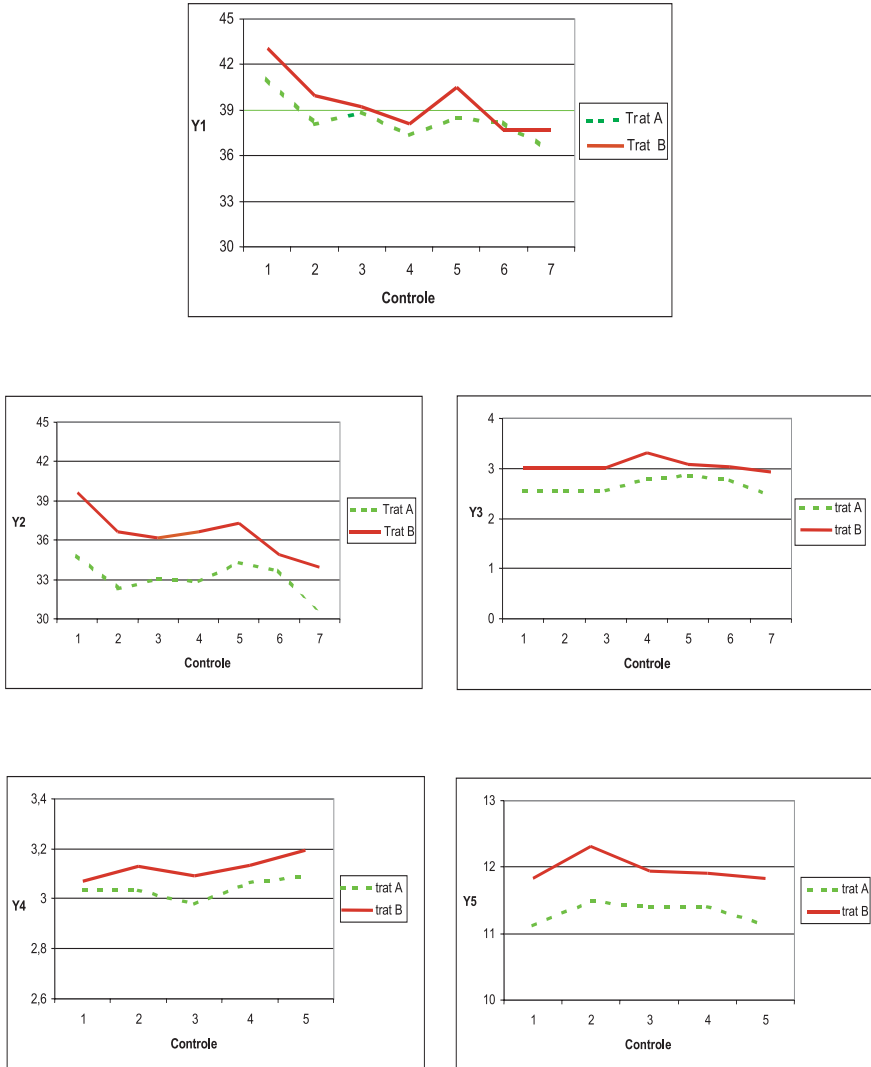 45
42
39
36
33
30
Y1
1 2 3 4 5 6 7
Controle
Trat A
Trat B
45
42
39
36
33
30
Y2
1 2 3 4 5 6 7
Controle
Trat A
Trat B
4
3
2
1
0
Y3
1 2 3 4 5 6 7
Controle
trat A
trat B
3,4
3,2
3
2,8
2,6
Y4
1 2 3 4 5
Controle
trat A
trat B
13
12
11
10
Y5
1 2 3 4 5
Controle
trat A
trat B